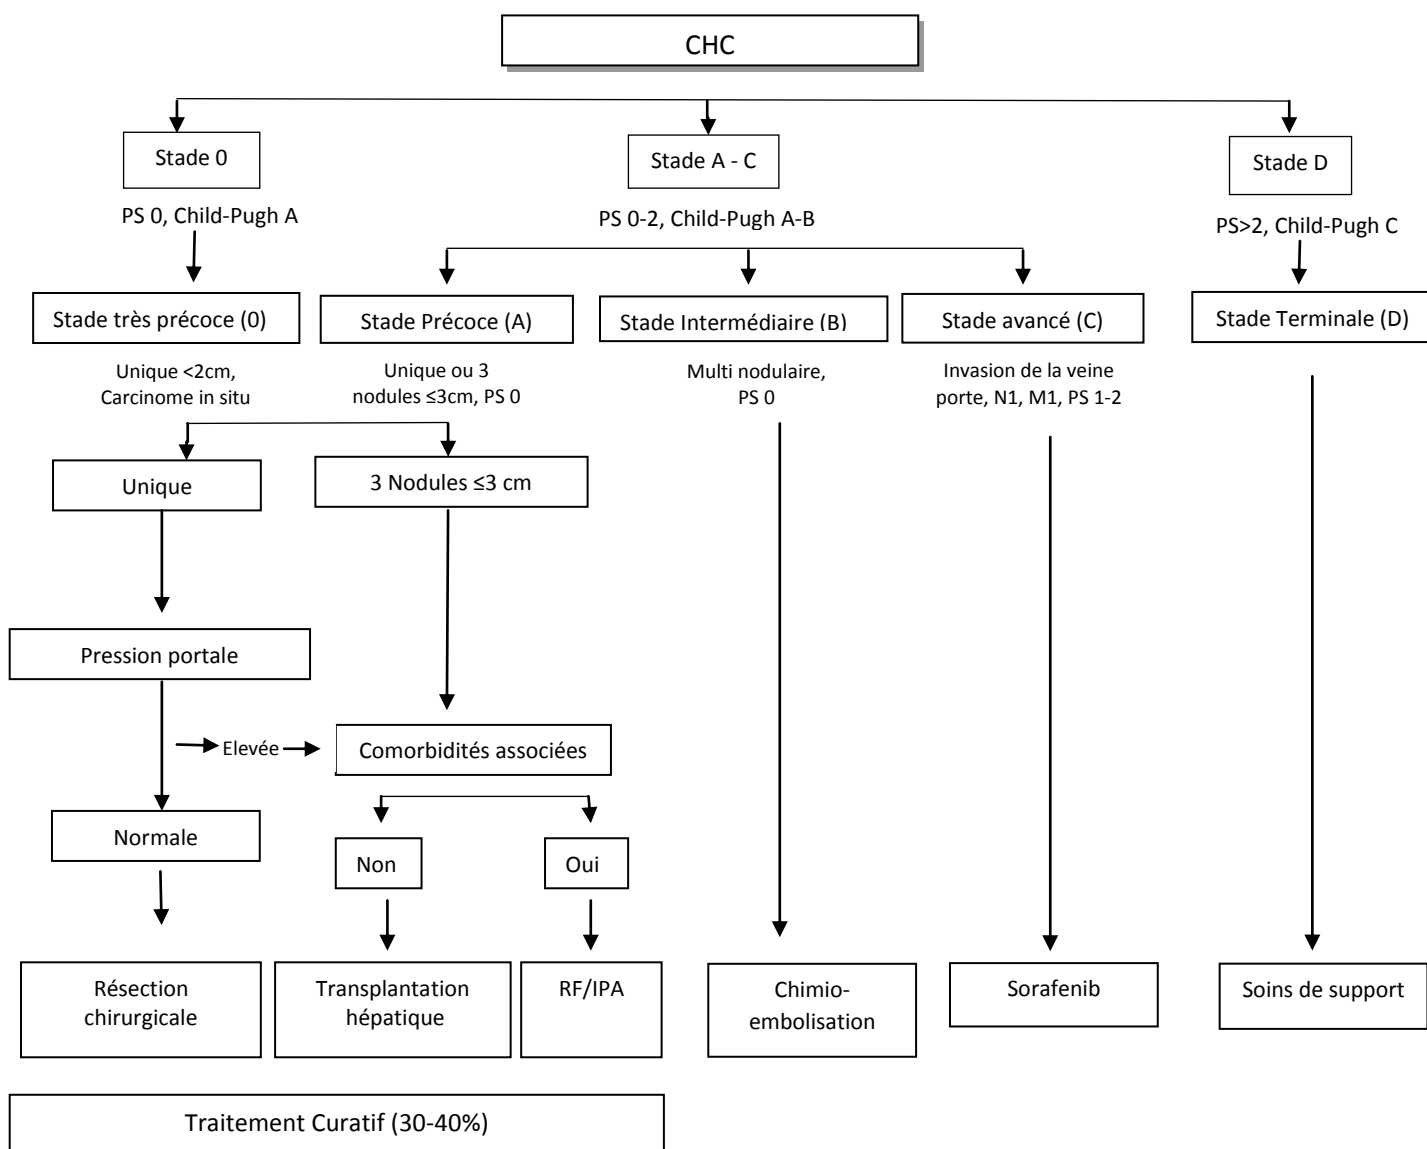 CHC
Stade 0
Stade A - C
Stade D
PS 0, Child-Pugh A
PS 0-2, Child-Pugh A-B
PS>2, Child-Pugh C
Stade très précoce (0)
Stade Précoce (A)
Stade Intermédiaire (B)
Stade avancé (C)
Stade Terminale (D)
Unique <2cm,
Carcinome in situ
Unique ou 3
nodules ≤3cm, PS 0
Multi nodulaire,
PS 0
Invasion de la veine
porte, N1, M1, PS 1-2
Unique
3 Nodules ≤3 cm
Pression portale
Elevée
Comorbidités associées
Normale
Non
Oui
Résection
chirurgicale
Transplantation
hépatique
RF/IPA
Chimio-
embolisation
Sorafenib
Soins de support
Traitement Curatif (30-40%)